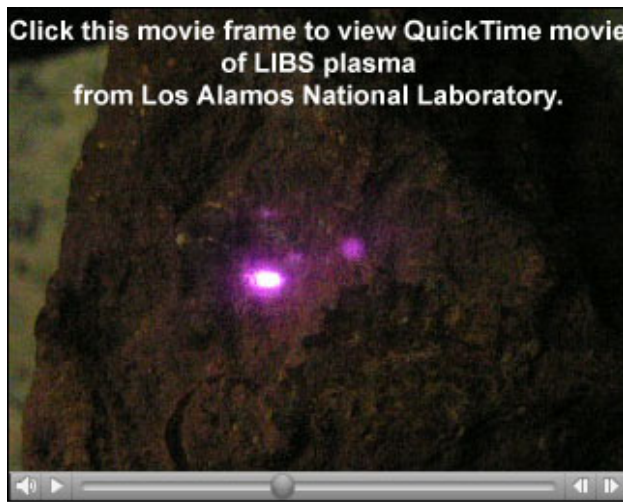 Click this movie frame to view QuickTime movie
of LIBS plasma
from Los Alamos National Laboratory.